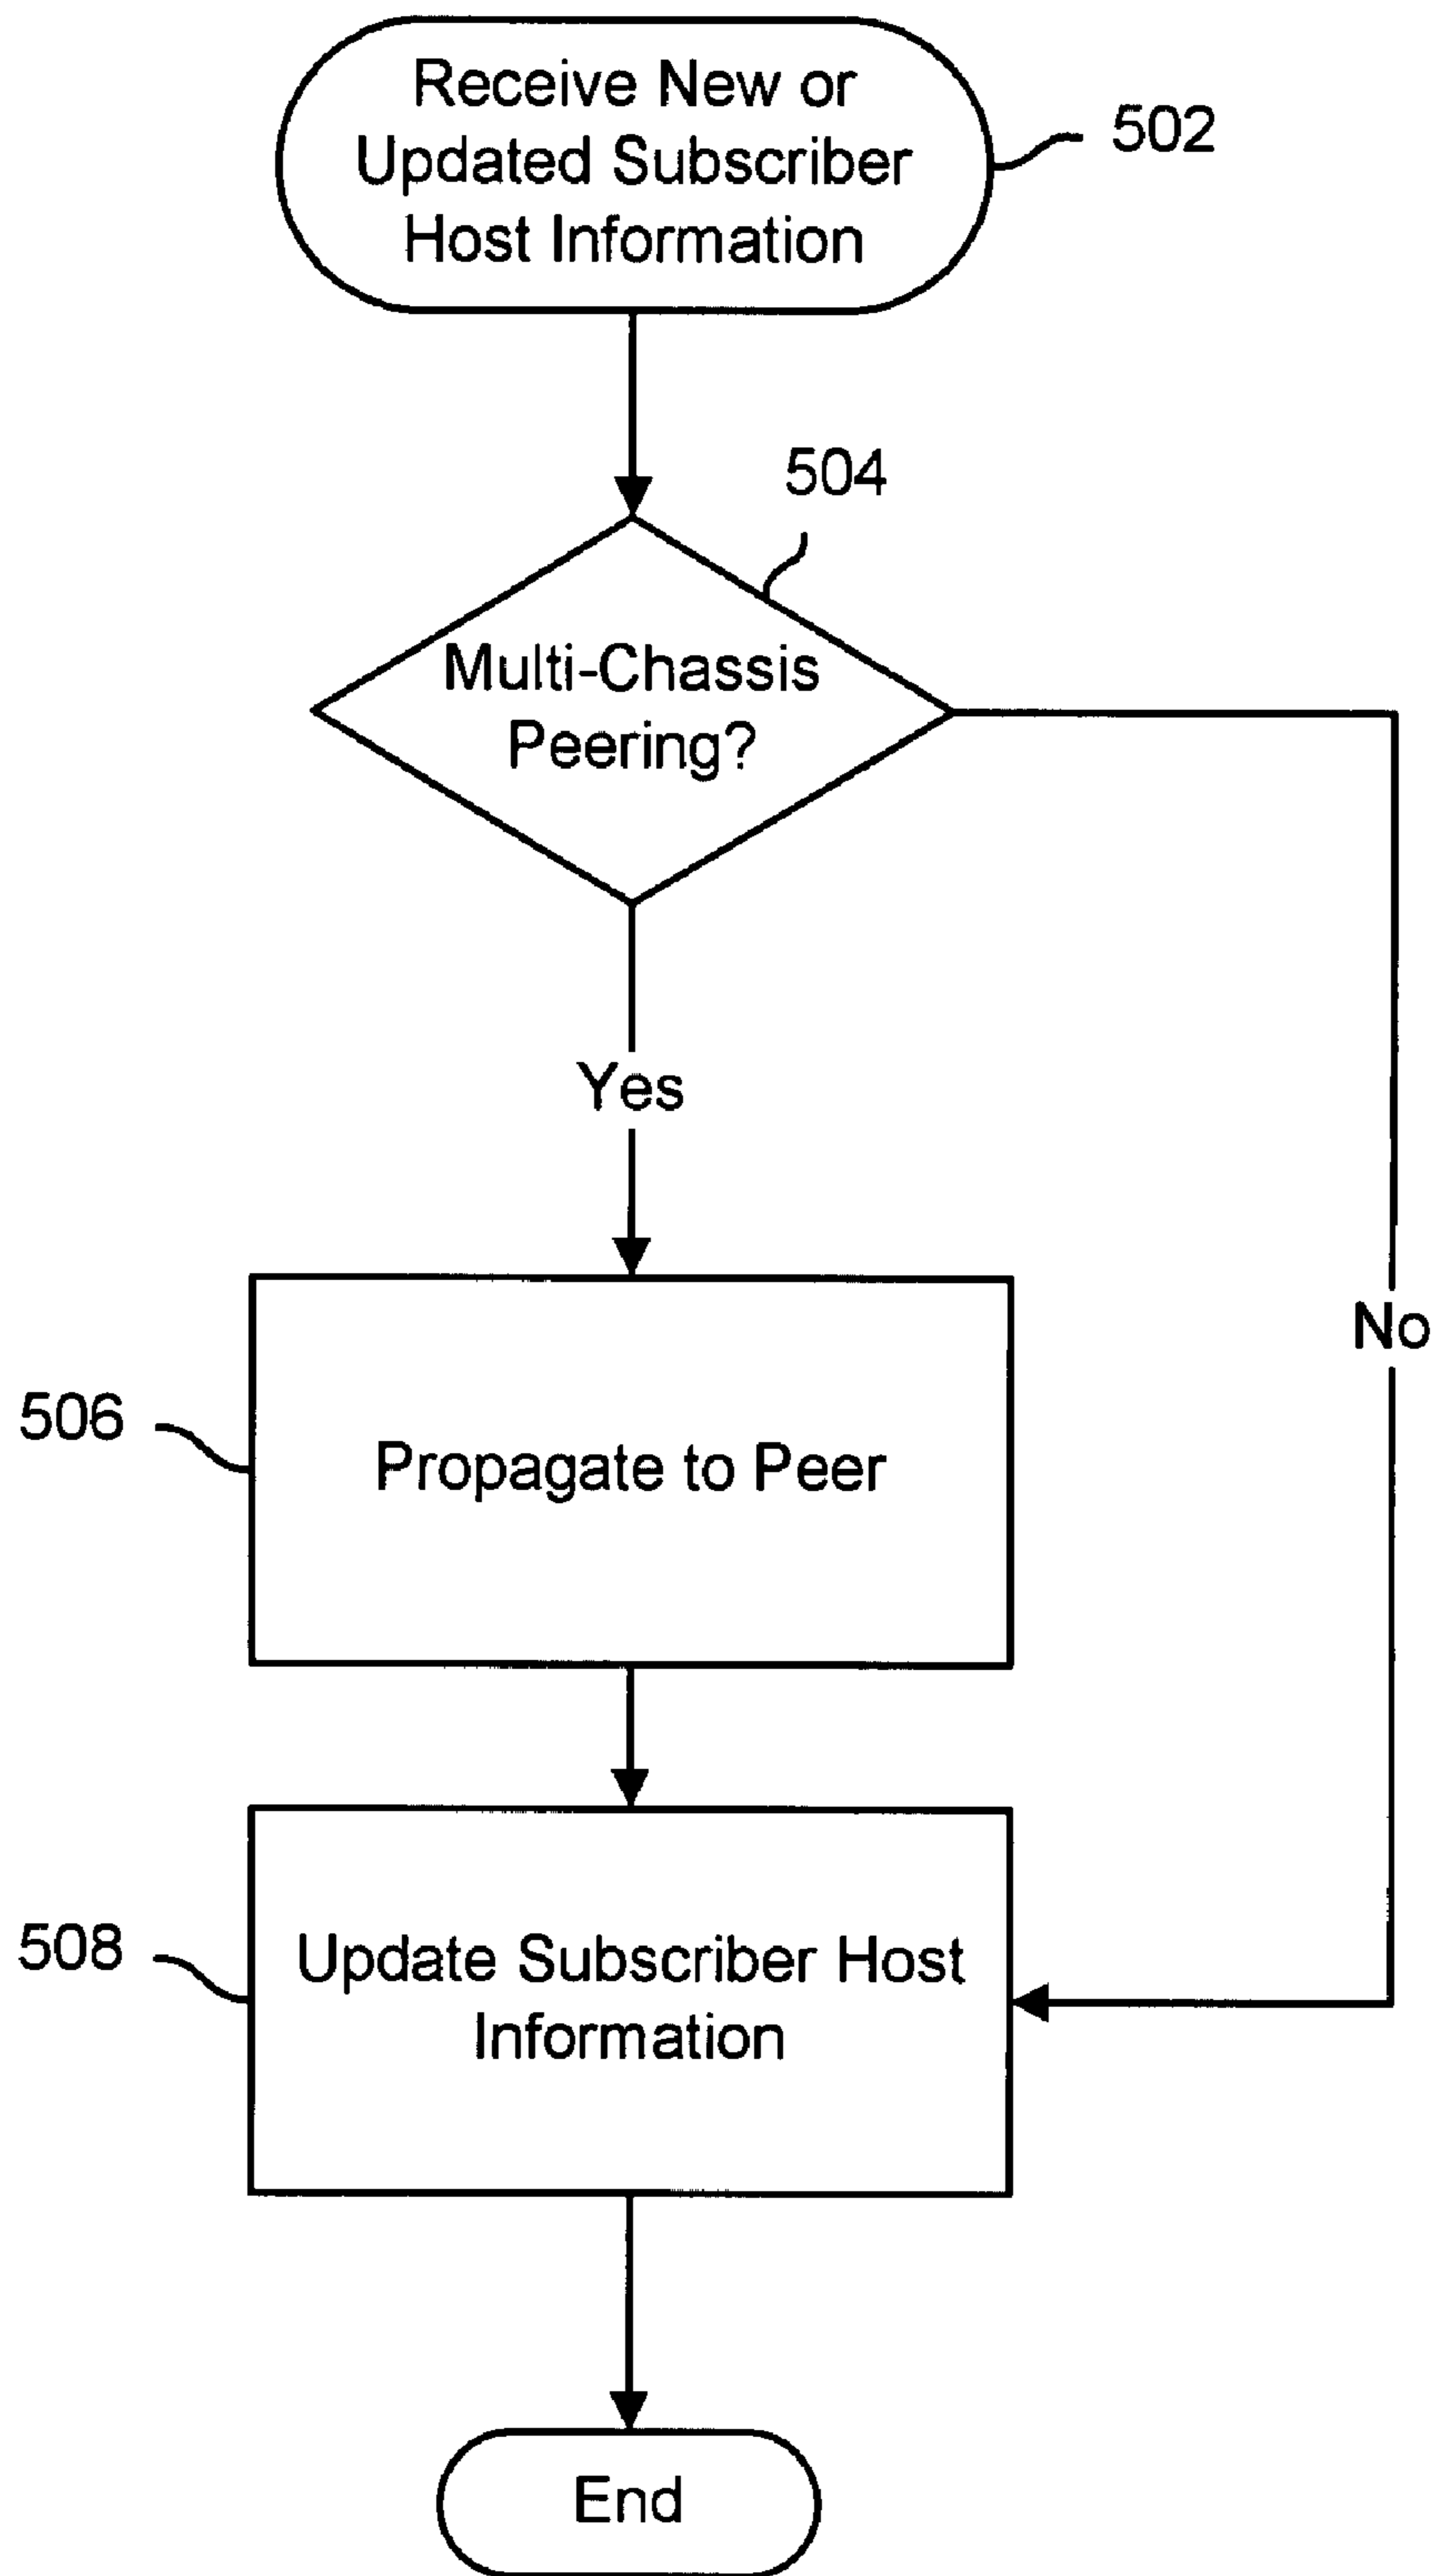 Receive New or
Updated Subscriber
Host Information
502
504
Multi-Chassis
Peering?
Yes
No
506
Propagate to Peer
508
Update Subscriber Host
Information
End